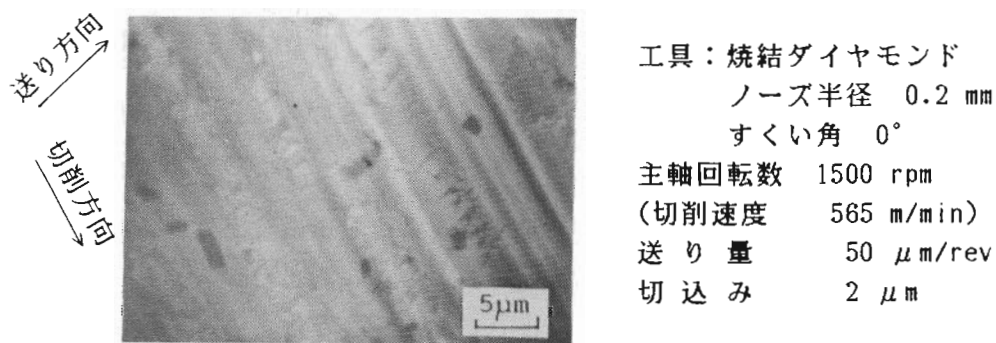 送り方向
切削方向
5μm
工具：焼結ダイヤモンド
ノーズ半径 0.2 mm
すくい角 0°
主軸回転数 1500 rpm
(切削速度 565 m/min)
送り量 50 μm/rev
切込み 2 μm